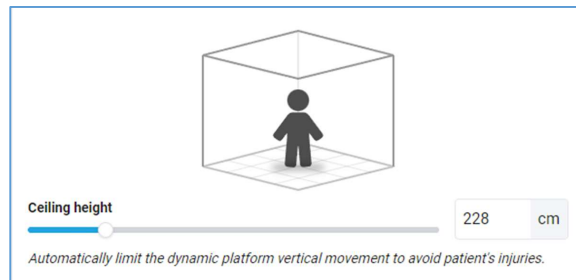 Ceiling height
228 cm
Automatically limit the dynamic platform vertical movement to avoid patient's injuries.